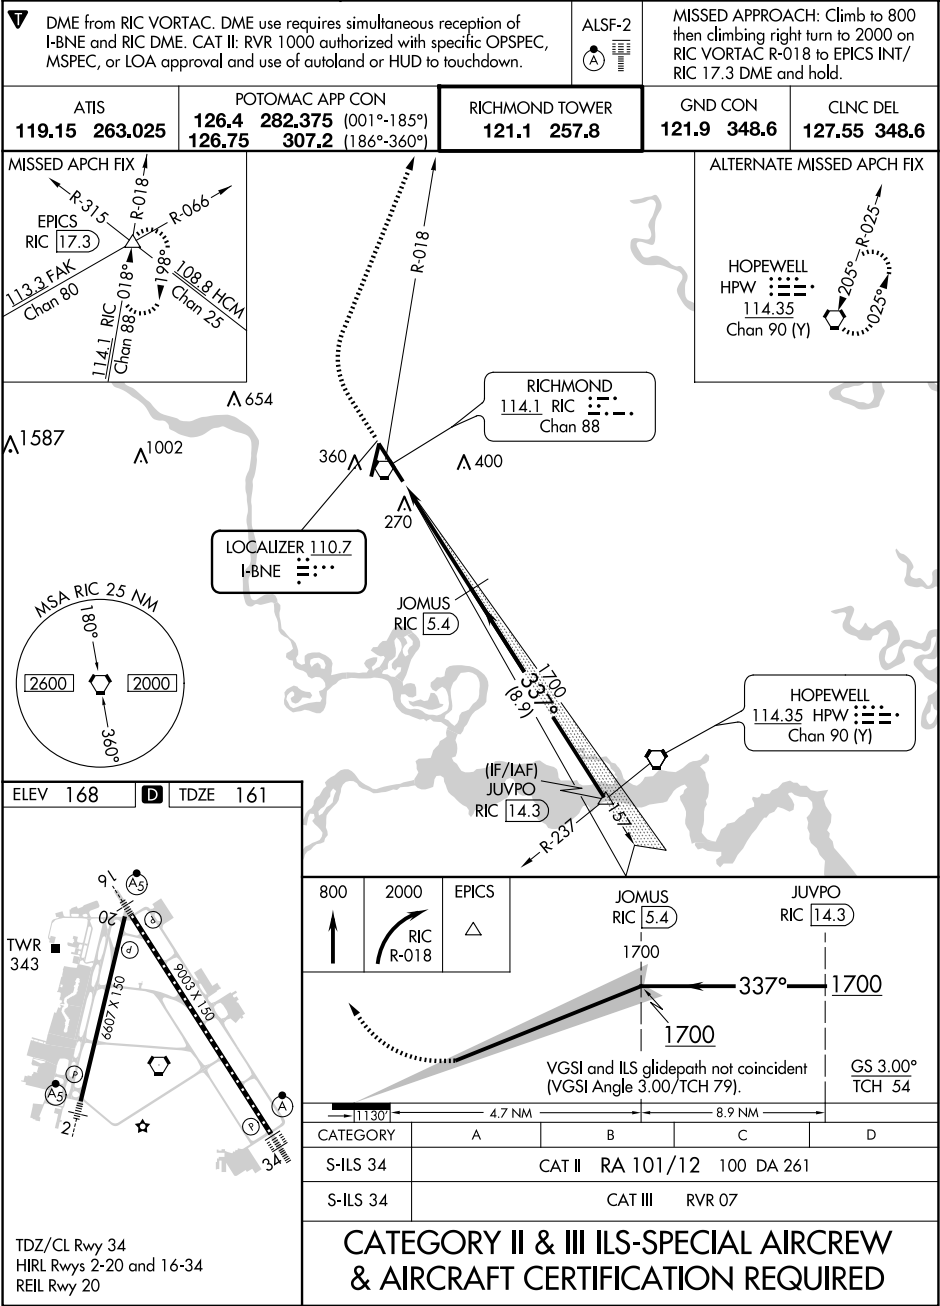 DME from RIC VORTAC. DME use requires simultaneous reception of
I-BNE and RIC DME. CAT II: RVR 1000 authorized with specific OPSPEC,
MSPEC, or LOA approval and use of autoland or HUD to touchdown.
ALSF-2
A
MISSED APPROACH: Climb to 800
then climbing right turn to 2000 on
RIC VORTAC R-018 to EPICS INT/
RIC 17.3 DME and hold.
ATIS
119.15 263.025
POTOMAC APP CON
126.4 282.375 (001°-185°)
126.75 307.2 (186°-360°)
RICHMOND TOWER
121.1 257.8
GND CON
121.9 348.6
CLNC DEL
127.55 348.6
MISSED APCH FIX
R-315
R-018
R-066
EPICS
RIC 17.3
113.3 FAK
Chan 80
018°
198°
108.8 HCM
Chan 25
114.1 RIC
Chan 88
R-018
ALTERNATE MISSED APCH FIX
R-025
HOPEWELL
HPW
114.35
Chan 90 (Y)
205°
025°
654
1587
1002
360
400
270
RICHMOND
114.1 RIC
Chan 88
LOCALIZER 110.7
I-BNE
JOMUS
RIC 5.4
MSA RIC 25 NM
180°
2600
2000
360°
1700
337°
(8.9)
HOPEWELL
114.35 HPW
Chan 90 (Y)
(IF/IAF)
JUVPO
RIC 14.3
R-237
157°
ELEV 168
D
TDZE 161
16
A5
20
P
P
TWR
343
6607 X 150
9003 X 150
P
A5
2
A
P
34
TDZ/CL Rwy 34
HIRL Rwys 2-20 and 16-34
REIL Rwy 20
800
2000
RIC
R-018
EPICS
JOMUS
RIC 5.4
JUVPO
RIC 14.3
1700
337°
1700
1700
VGSI and ILS glidepath not coincident
(VGSI Angle 3.00/TCH 79).
GS 3.00°
TCH 54
1130'
4.7 NM
8.9 NM
CATEGORY A B C D
S-ILS 34 CAT II RA 101/12 100 DA 261
S-ILS 34 CAT III RVR 07
CATEGORY II & III ILS-SPECIAL AIRCREW
& AIRCRAFT CERTIFICATION REQUIRED